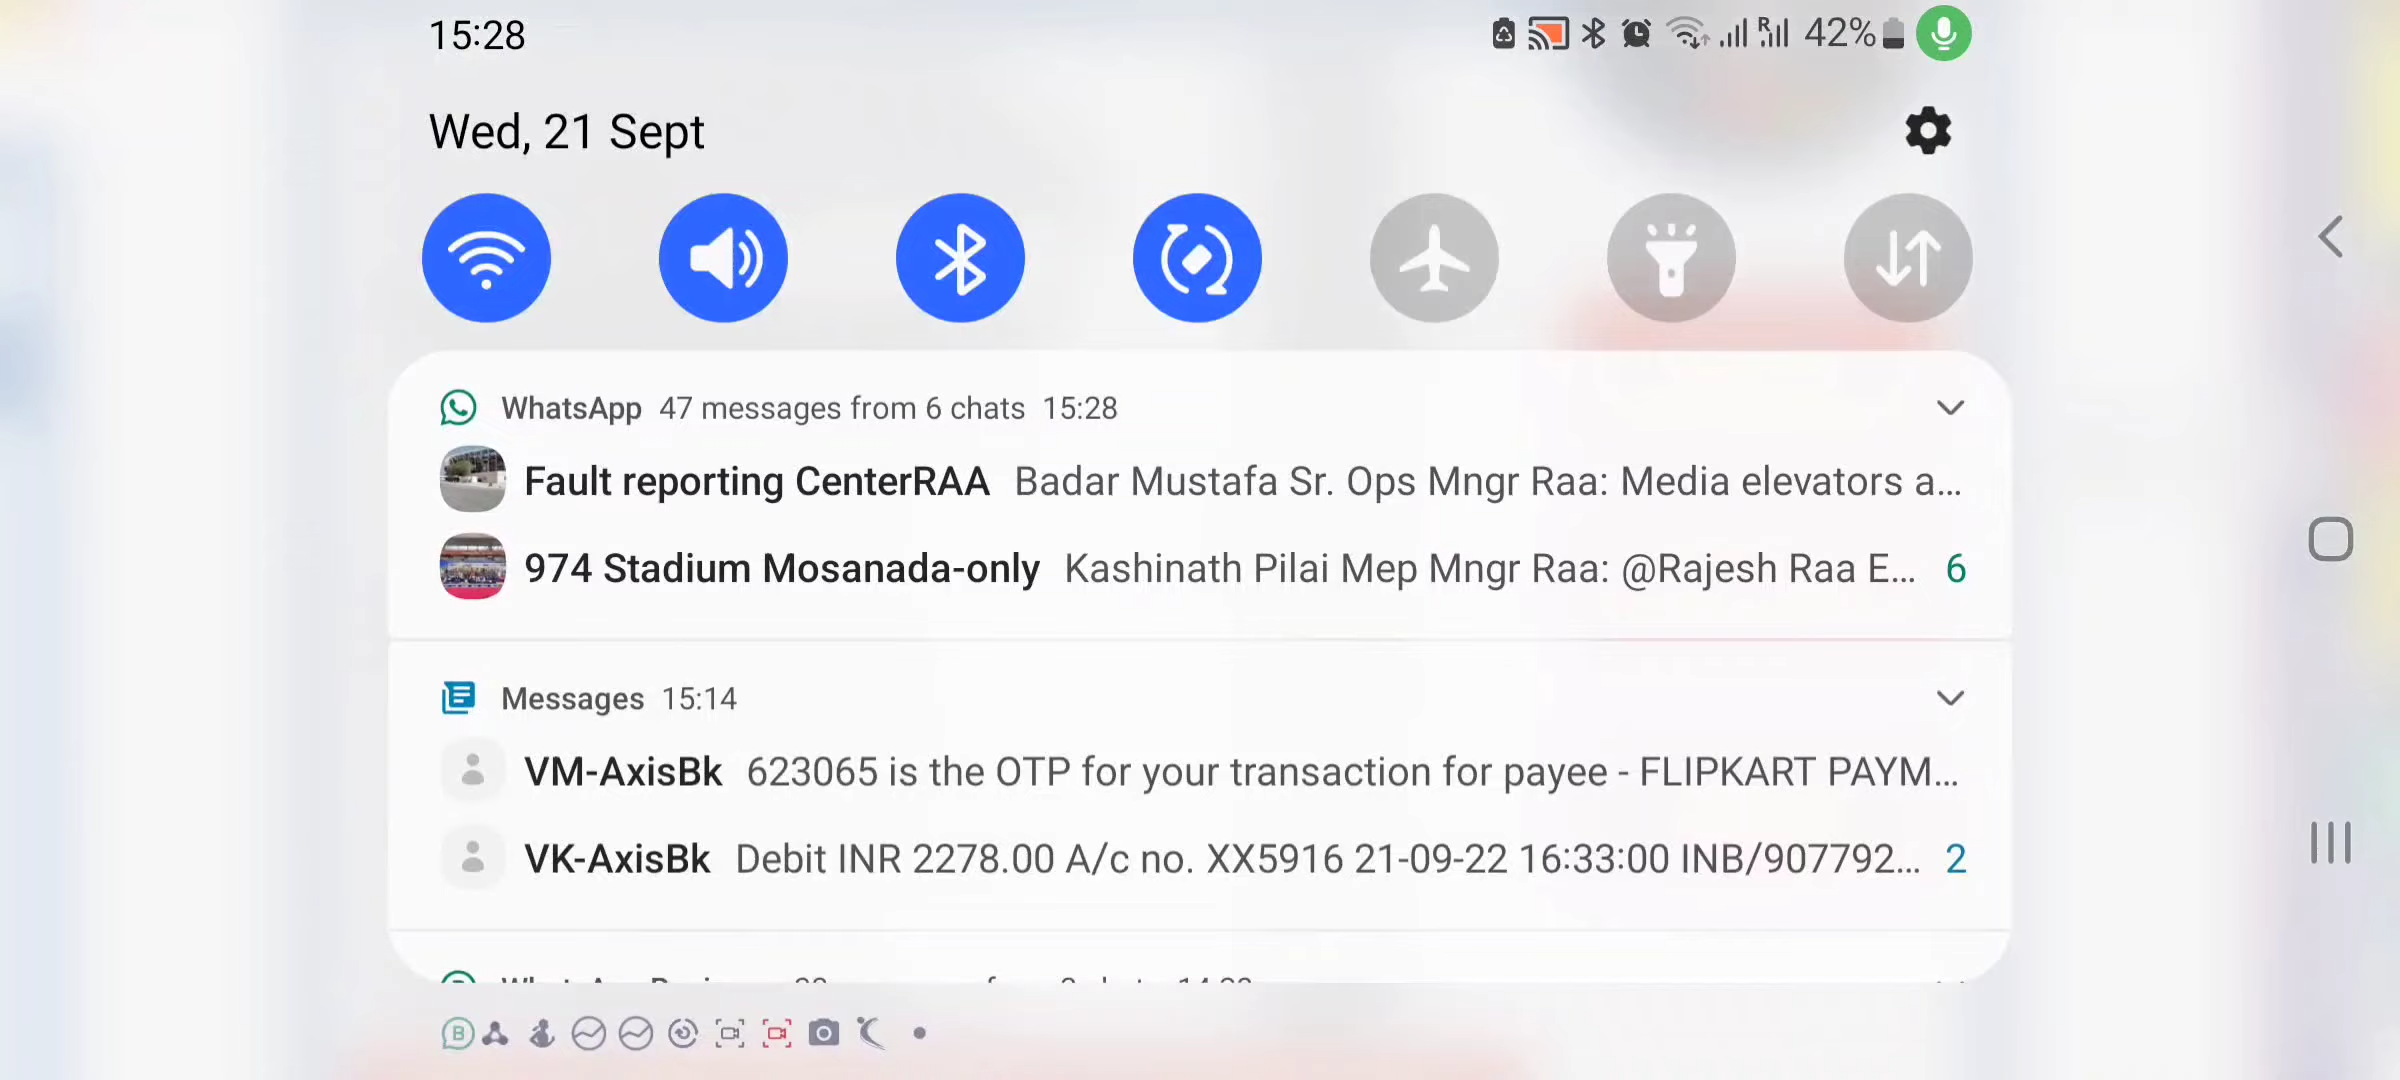 15:28
R 42%
Wed, 21 Sept
WhatsApp 47 messages from 6 chats 15:28
Fault reporting CenterRAA Badar Mustafa Sr. Ops Mngr Raa: Media elevators a...
974 Stadium Mosanada-only Kashinath Pilai Mep Mngr Raa: @Rajesh Raa E... 6
Messages 15:14
VM-AxisBk 623065 is the OTP for your transaction for payee - FLIPKART PAYM...
VK-AxisBk Debit INR 2278.00 A/c no. XX5916 21-09-22 16:33:00 INB/907792... 2
B